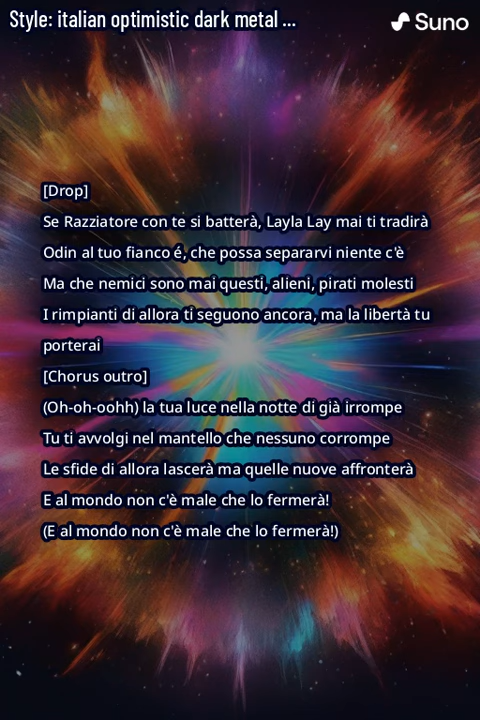 Style: italian optimistic dark metal ...
Suno
[Drop]
Se Razziatore con te si batterà, Layla Lay mai ti tradirà
Odin al tuo fianco é, che possa separarvi niente c'è
Ma che nemici sono mai questi, alieni, pirati molesti
I rimpianti di allora ti seguono ancora, ma la libertà tu
porterai
[Chorus outro]
(Oh-oh-oohh) la tua luce nella notte di già irrompe
Tu ti avvolgi nel mantello che nessuno corrompe
Le sfide di allora lascerà ma quelle nuove affronterà
E al mondo non c'è male che lo fermerà!
(E al mondo non c'è male che lo fermerà!)